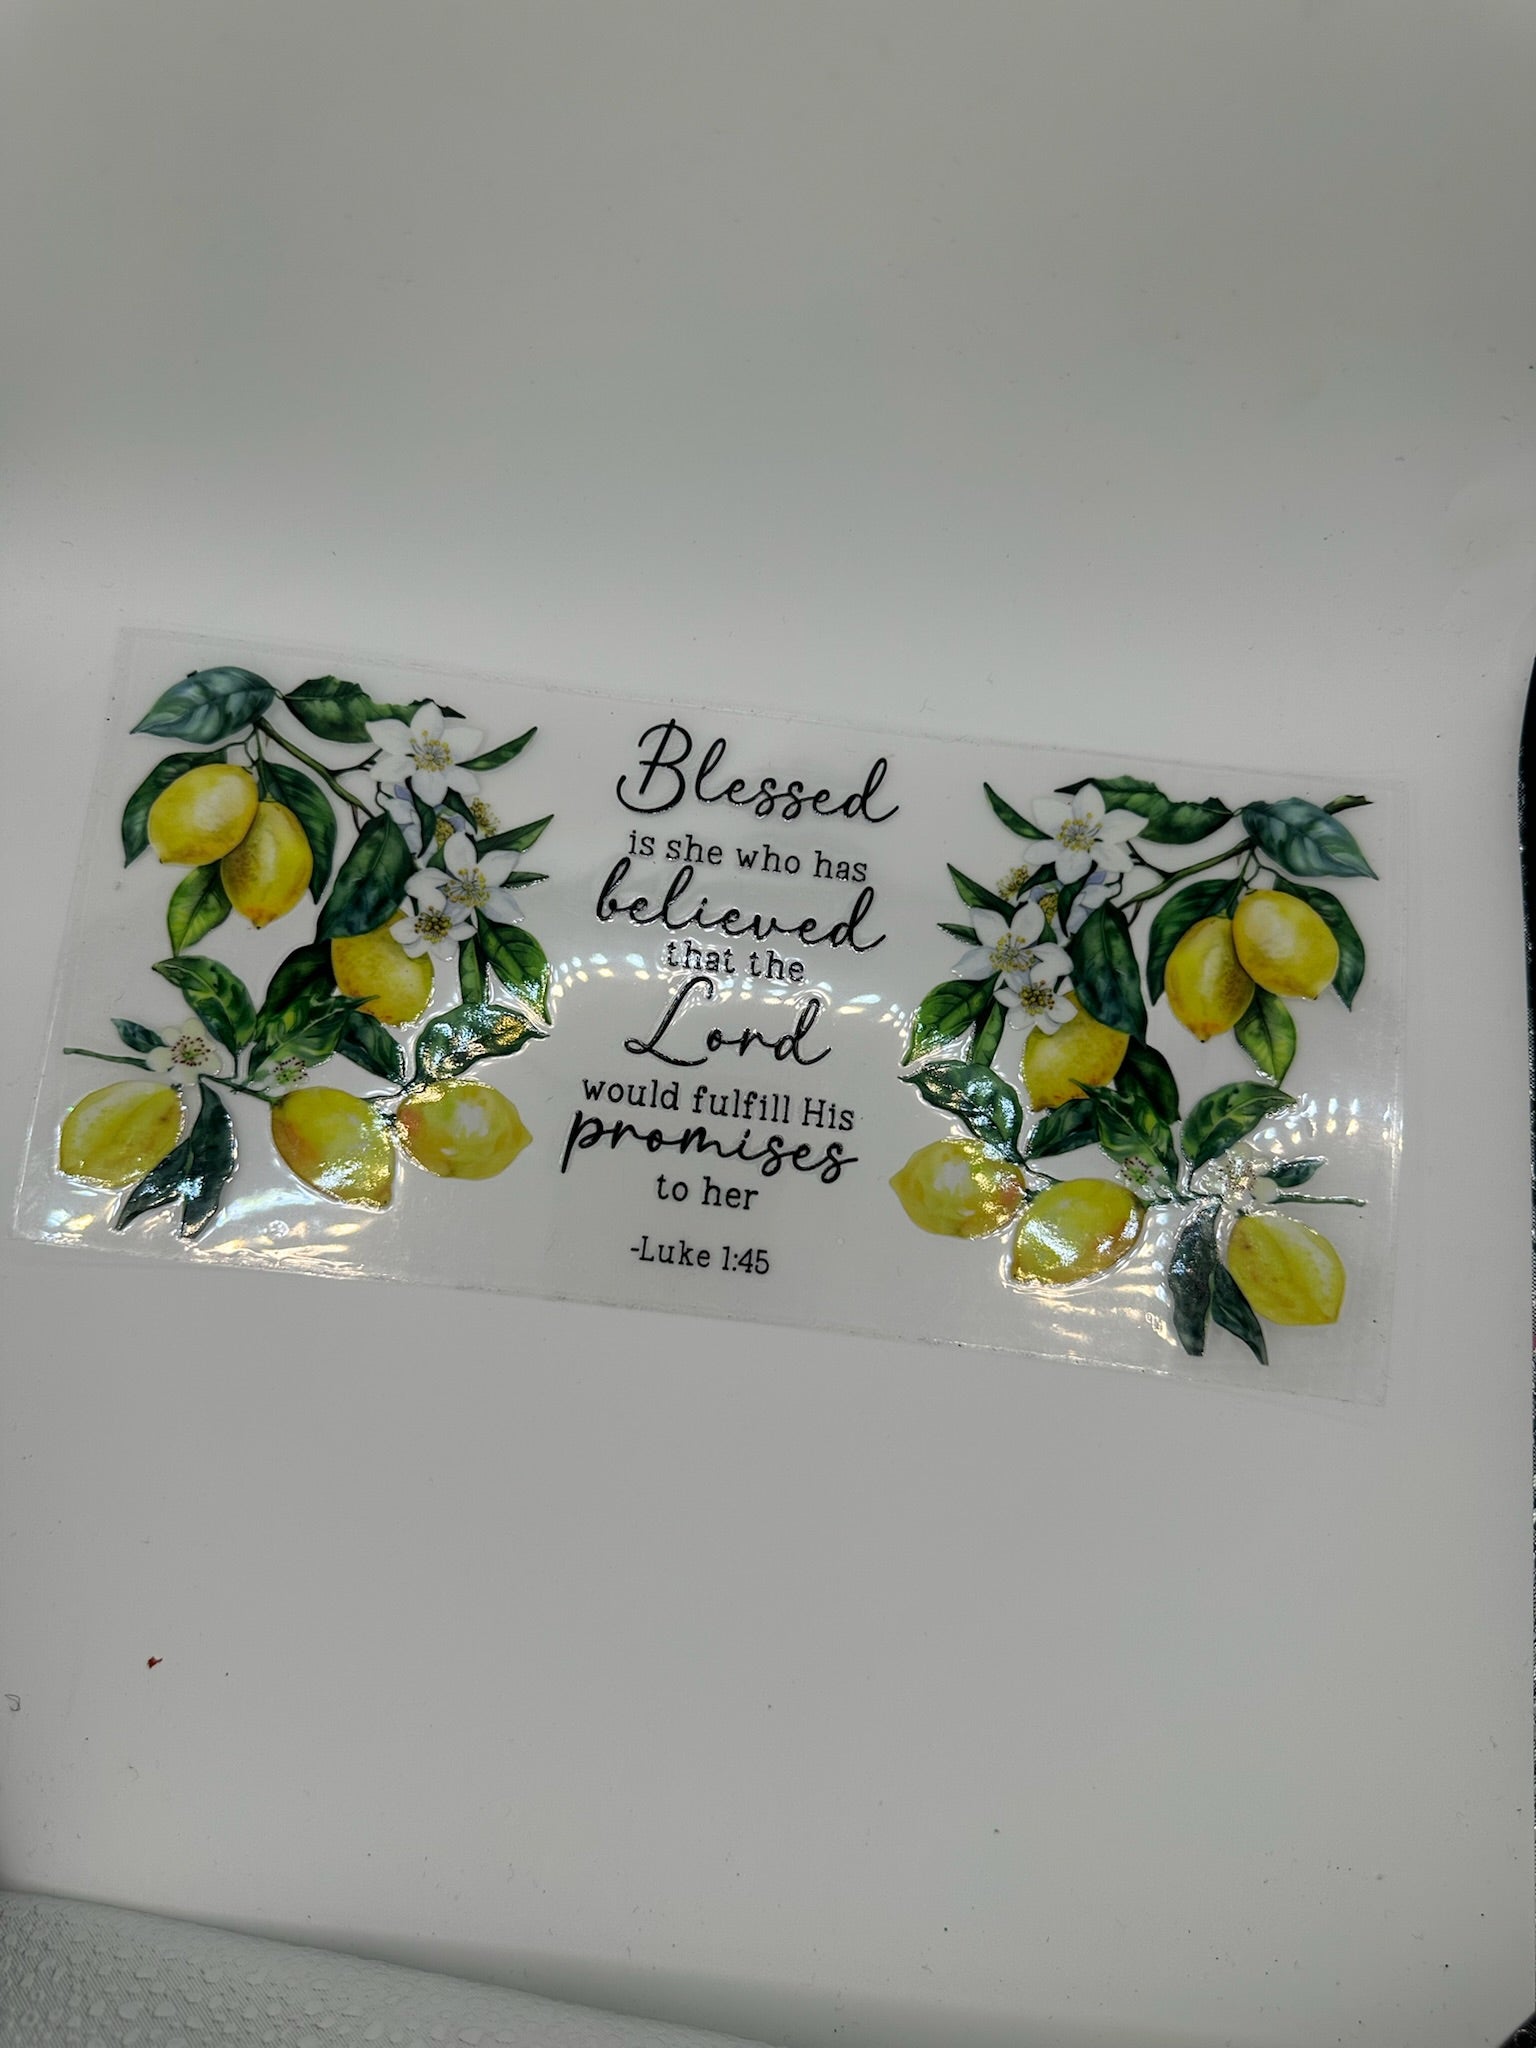 Blessed
is she who has
believed
that the
Lord
would fulfill His
promises
to her
-Luke 1:45